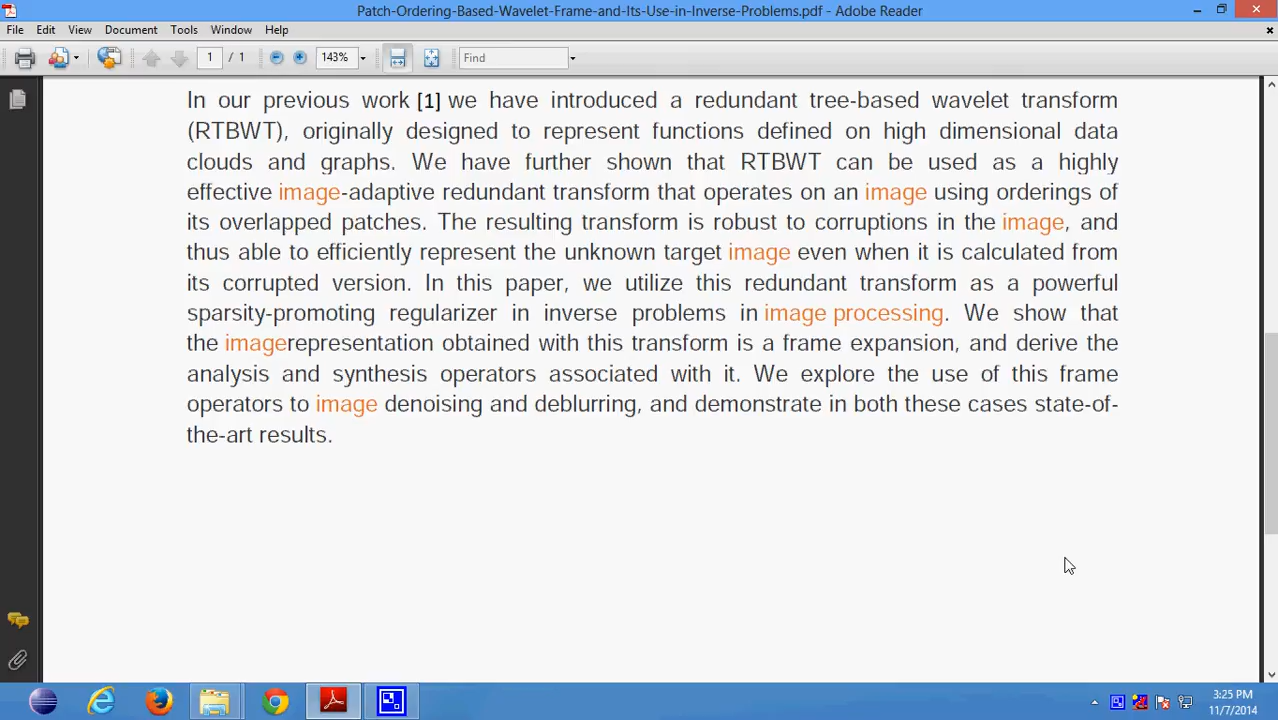 Patch-Ordering-Based-Wavelet-Frame-and-Its-Use-in-Inverse-Problems.pdf - Adobe Reader
File Edit View Document Tools Window Help
1 / 1 143% Find
In our previous work [1] we have introduced a redundant tree-based wavelet transform
(RTBWT), originally designed to represent functions defined on high dimensional data
clouds and graphs. We have further shown that RTBWT can be used as a highly
effective image-adaptive redundant transform that operates on an image using orderings of
its overlapped patches. The resulting transform is robust to corruptions in the image, and
thus able to efficiently represent the unknown target image even when it is calculated from
its corrupted version. In this paper, we utilize this redundant transform as a powerful
sparsity-promoting regularizer in inverse problems in image processing. We show that
the imagerepresentation obtained with this transform is a frame expansion, and derive the
analysis and synthesis operators associated with it. We explore the use of this frame
operators to image denoising and deblurring, and demonstrate in both these cases state-of-
the-art results.
3:25 PM
11/7/2014